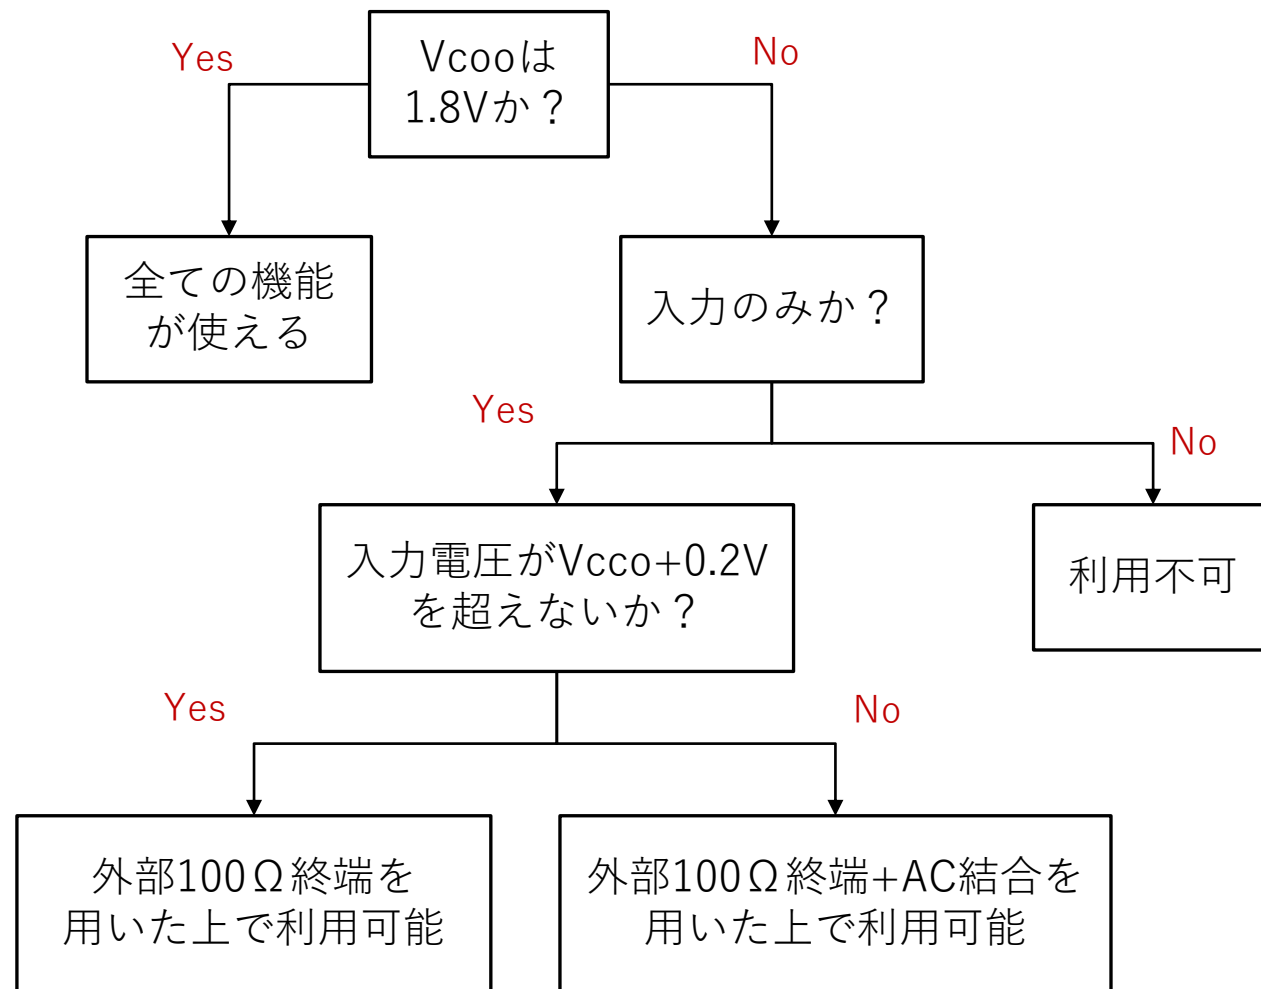 Yes
Vcooは
1.8Vか？
No
全ての機能
が使える
入力のみか？
Yes
No
入力電圧がVcco+0.2V
を超えないか？
利用不可
Yes
No
外部100Ω終端を
用いた上で利用可能
外部100Ω終端+AC結合を
用いた上で利用可能